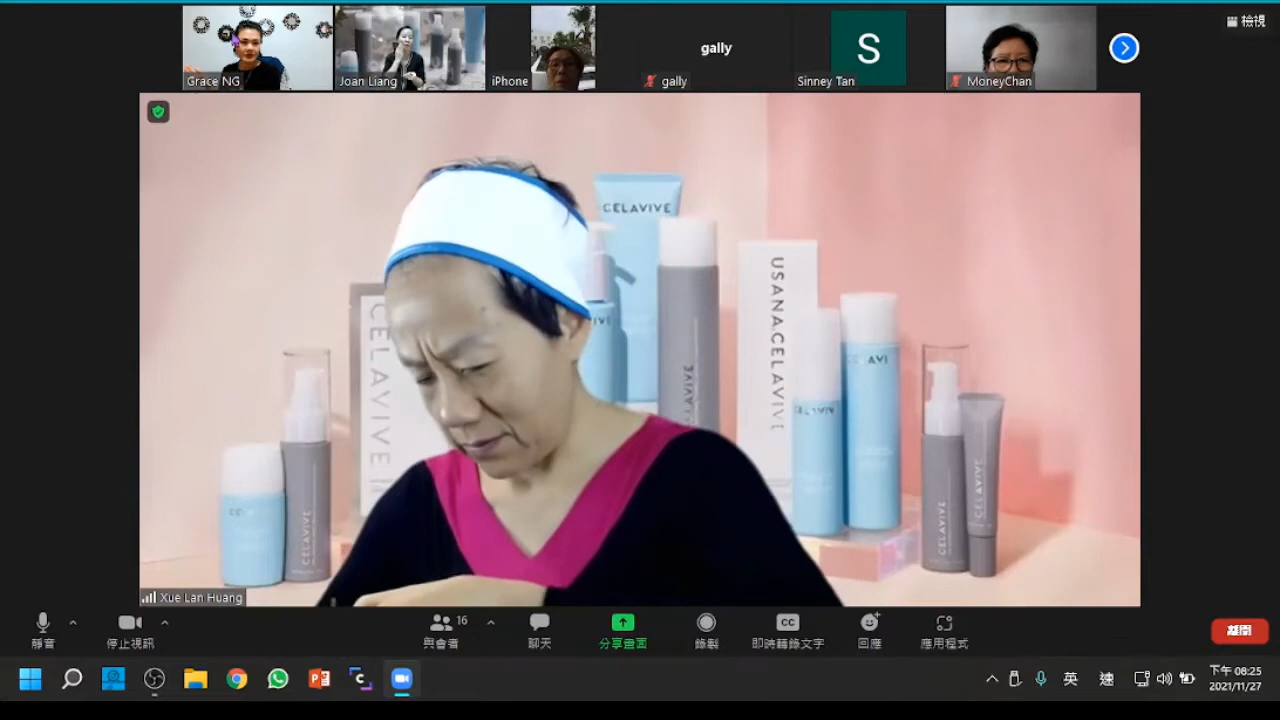 檢視
Grace NG
Joan Liang
iPhone
gally
gally
S
Sinney Tan
MoneyChan
CELAVIVE
CELAVIVE
USANACELAVIVE
CELAVIVE
CELAVIVE
CELAVIVE
CELAVIVE
Xue Lan Huang
靜音
停止視訊
16
與會者
聊天
分享畫面
錄製
CC
即時轉錄文字
回應
應用程式
離開
英
速
下午 08:25
2021/11/27